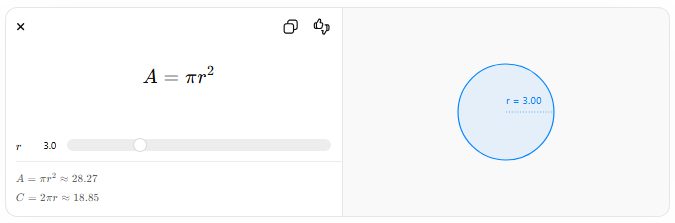 A = πr²
r 3.0
A = πr² ≈ 28.27
C = 2πr ≈ 18.85
r = 3.00